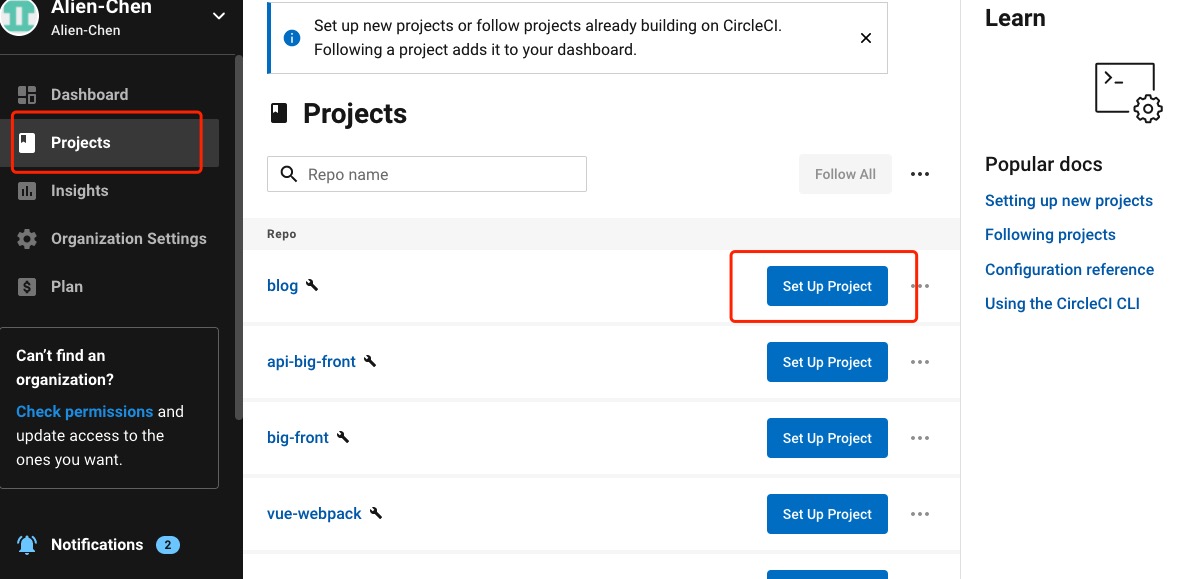 Alien-Chen
Alien-Chen
Dashboard
Projects
Insights
Organization Settings
Plan
Can't find an
organization?
Check permissions and
update access to the
ones you want.
Notifications 2
Set up new projects or follow projects already building on CircleCI.
Following a project adds it to your dashboard.
Projects
Repo name
Follow All
Repo
blog Set Up Project
api-big-front Set Up Project
big-front Set Up Project
vue-webpack Set Up Project
Learn
Popular docs
Setting up new projects
Following projects
Configuration reference
Using the CircleCI CLI